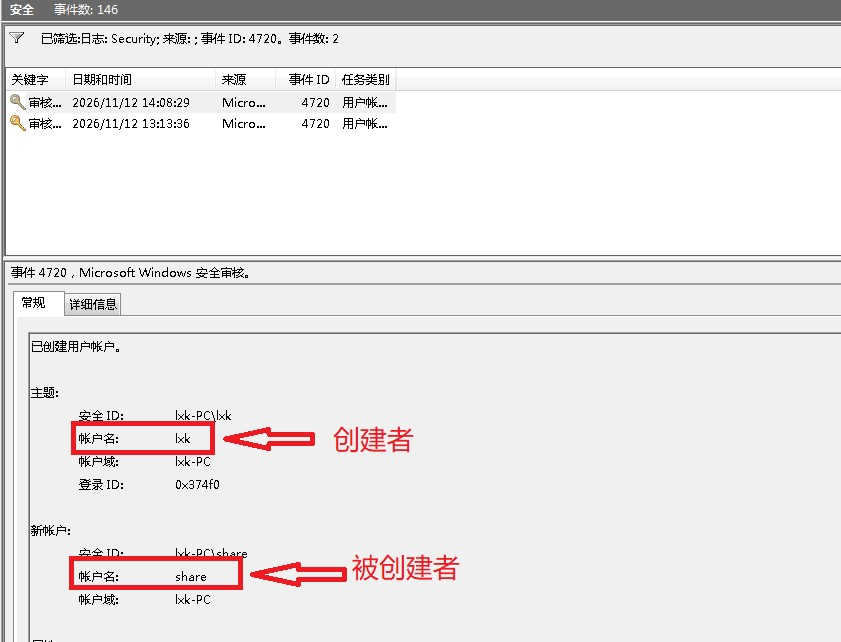 安全 事件数: 146
已筛选:日志: Security; 来源: ; 事件 ID: 4720。事件数: 2
关键字 日期和时间 来源 事件 ID 任务类别
审核... 2026/11/12 14:08:29 Micro... 4720 用户帐...
审核... 2026/11/12 13:13:36 Micro... 4720 用户帐...
事件 4720，Microsoft Windows 安全审核。
常规 详细信息
已创建用户帐户。
主题:
安全 ID: lxk-PC\lxk
帐户名: lxk 创建者
帐户域: lxk-PC
登录 ID: 0x374f0
新帐户:
安全 ID: lxk-PC\share
帐户名: share 被创建者
帐户域: lxk-PC